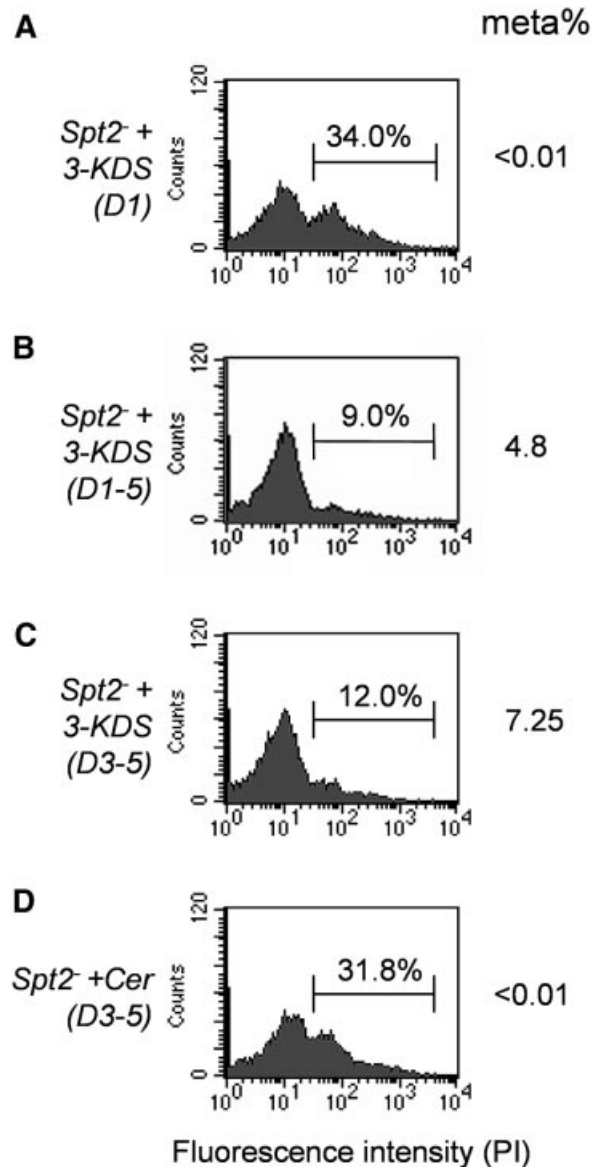 A
meta%
Spt2⁻ +
3-KDS
(D1)
Counts
120
0
34.0%
<0.01
10⁰ 10¹ 10² 10³ 10⁴
B
Spt2⁻ +
3-KDS
(D1-5)
Counts
120
0
9.0%
4.8
10⁰ 10¹ 10² 10³ 10⁴
C
Spt2⁻ +
3-KDS
(D3-5)
Counts
120
0
12.0%
7.25
10⁰ 10¹ 10² 10³ 10⁴
D
Spt2⁻ +Cer
(D3-5)
Counts
120
0
31.8%
<0.01
10⁰ 10¹ 10² 10³ 10⁴
Fluorescence intensity (PI)